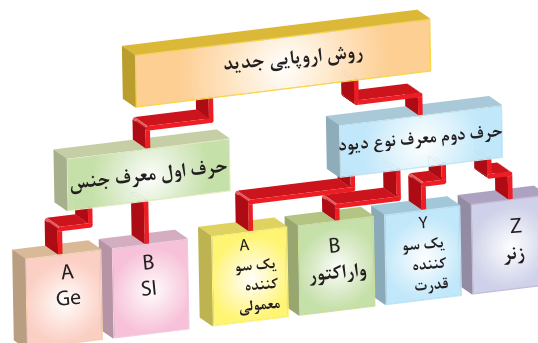 روش اروپایی جدید
حرف دوم معرف نوع دیود
حرف اول معرف جنس
Z
زنر
Y
یک سو
کننده
قدرت
B
واراکتور
A
یک سو
کننده
معمولی
B
SI
A
Ge